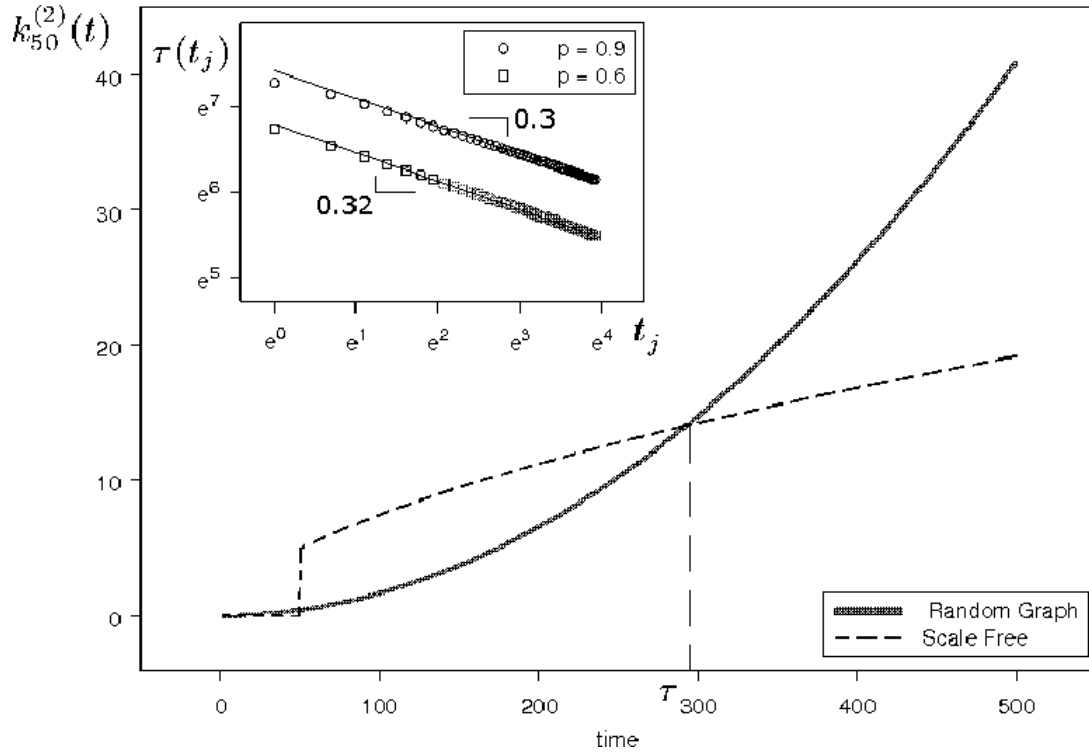 k_{50}^{(2)}(t)
40
30
20
10
0
τ(t_j)
e^7
e^6
e^5
○ p = 0.9
□ p = 0.6
0.3
0.32
e^0 e^1 e^2 e^3 e^4 t_j
Random Graph
Scale Free
τ
0 100 200 300 400 500
time